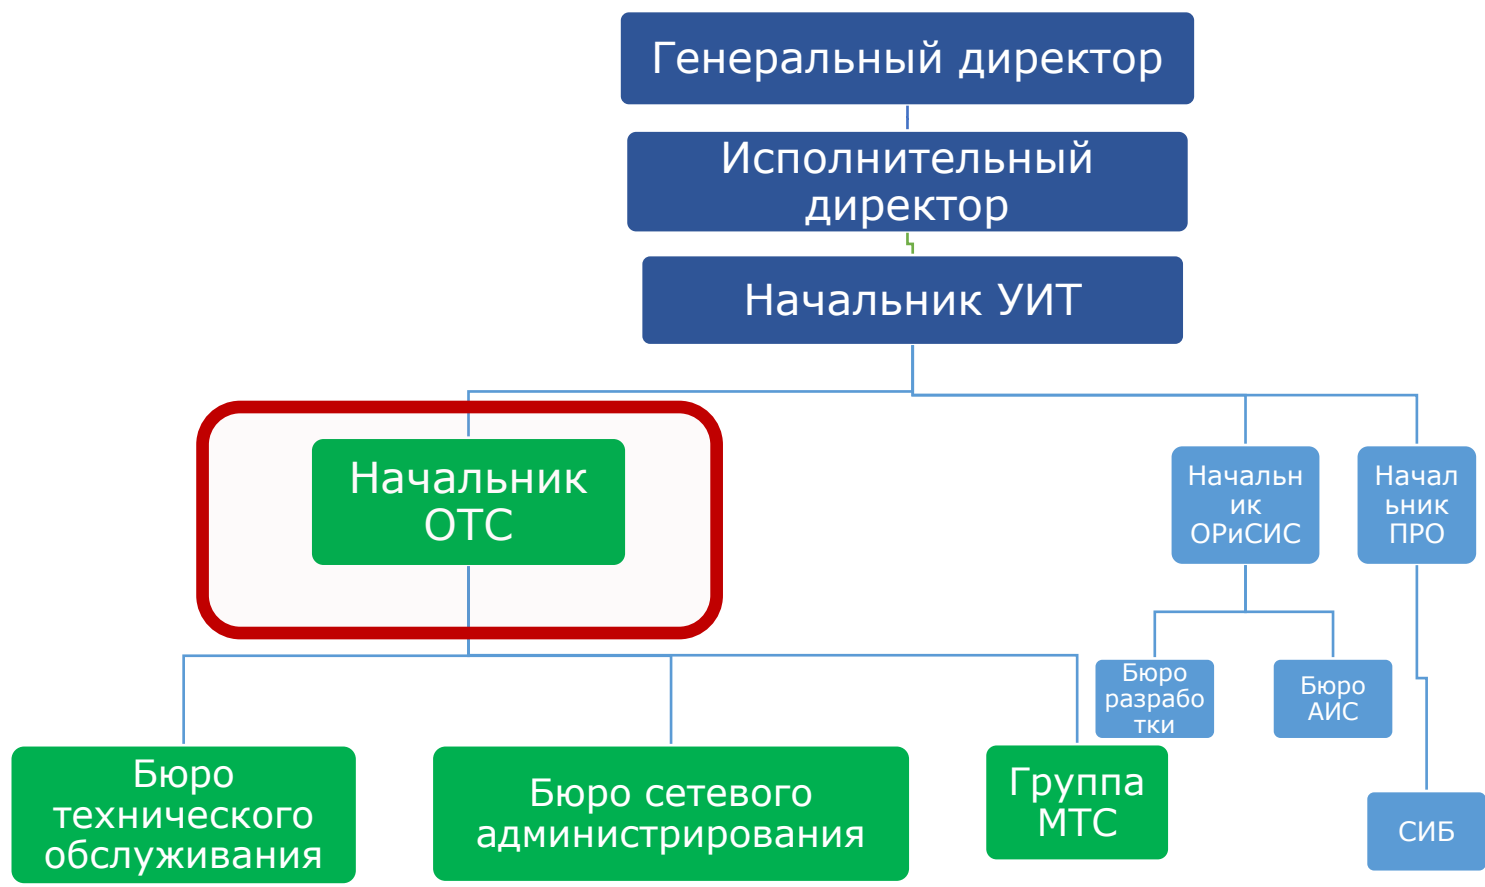 Генеральный директор
Исполнительный
директор
Начальник УИТ
Начальник
ОТС
Начальн
ик
ОРиСИС
Начал
ьник
ПРО
Бюро
разрабо
тки
Бюро
АИС
Бюро
технического
обслуживания
Бюро сетевого
администрирования
Группа
МТС
СИБ